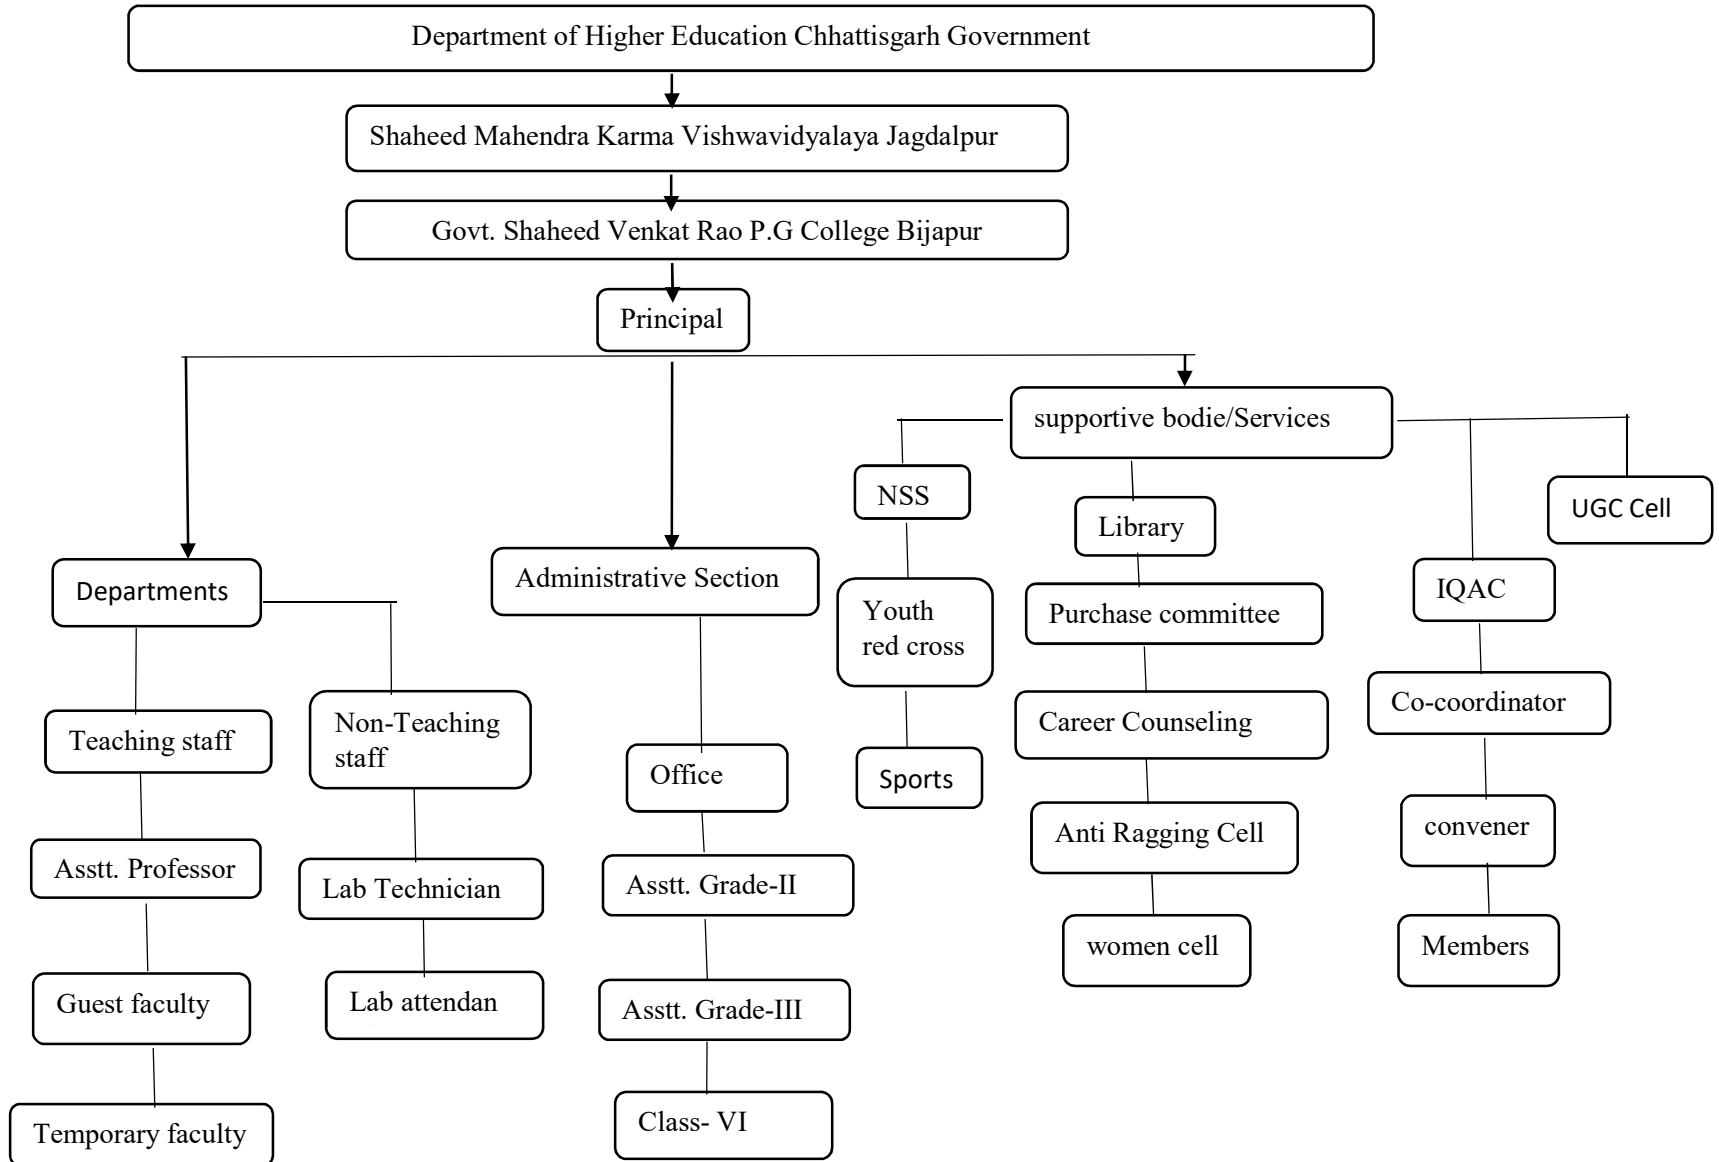 Department of Higher Education Chhattisgarh Government
Shaheed Mahendra Karma Vishwavidyalaya Jagdalpur
Govt. Shaheed Venkat Rao P.G College Bijapur
Principal
Departments
Teaching staff
Asstt. Professor
Guest faculty
Temporary faculty
Non-Teaching
staff
Lab Technician
Lab attendan
Administrative Section
Office
Asstt. Grade-II
Asstt. Grade-III
Class- VI
supportive bodie/Services
NSS
Youth
red cross
Sports
Library
Purchase committee
Career Counseling
Anti Ragging Cell
women cell
IQAC
Co-coordinator
convener
Members
UGC Cell